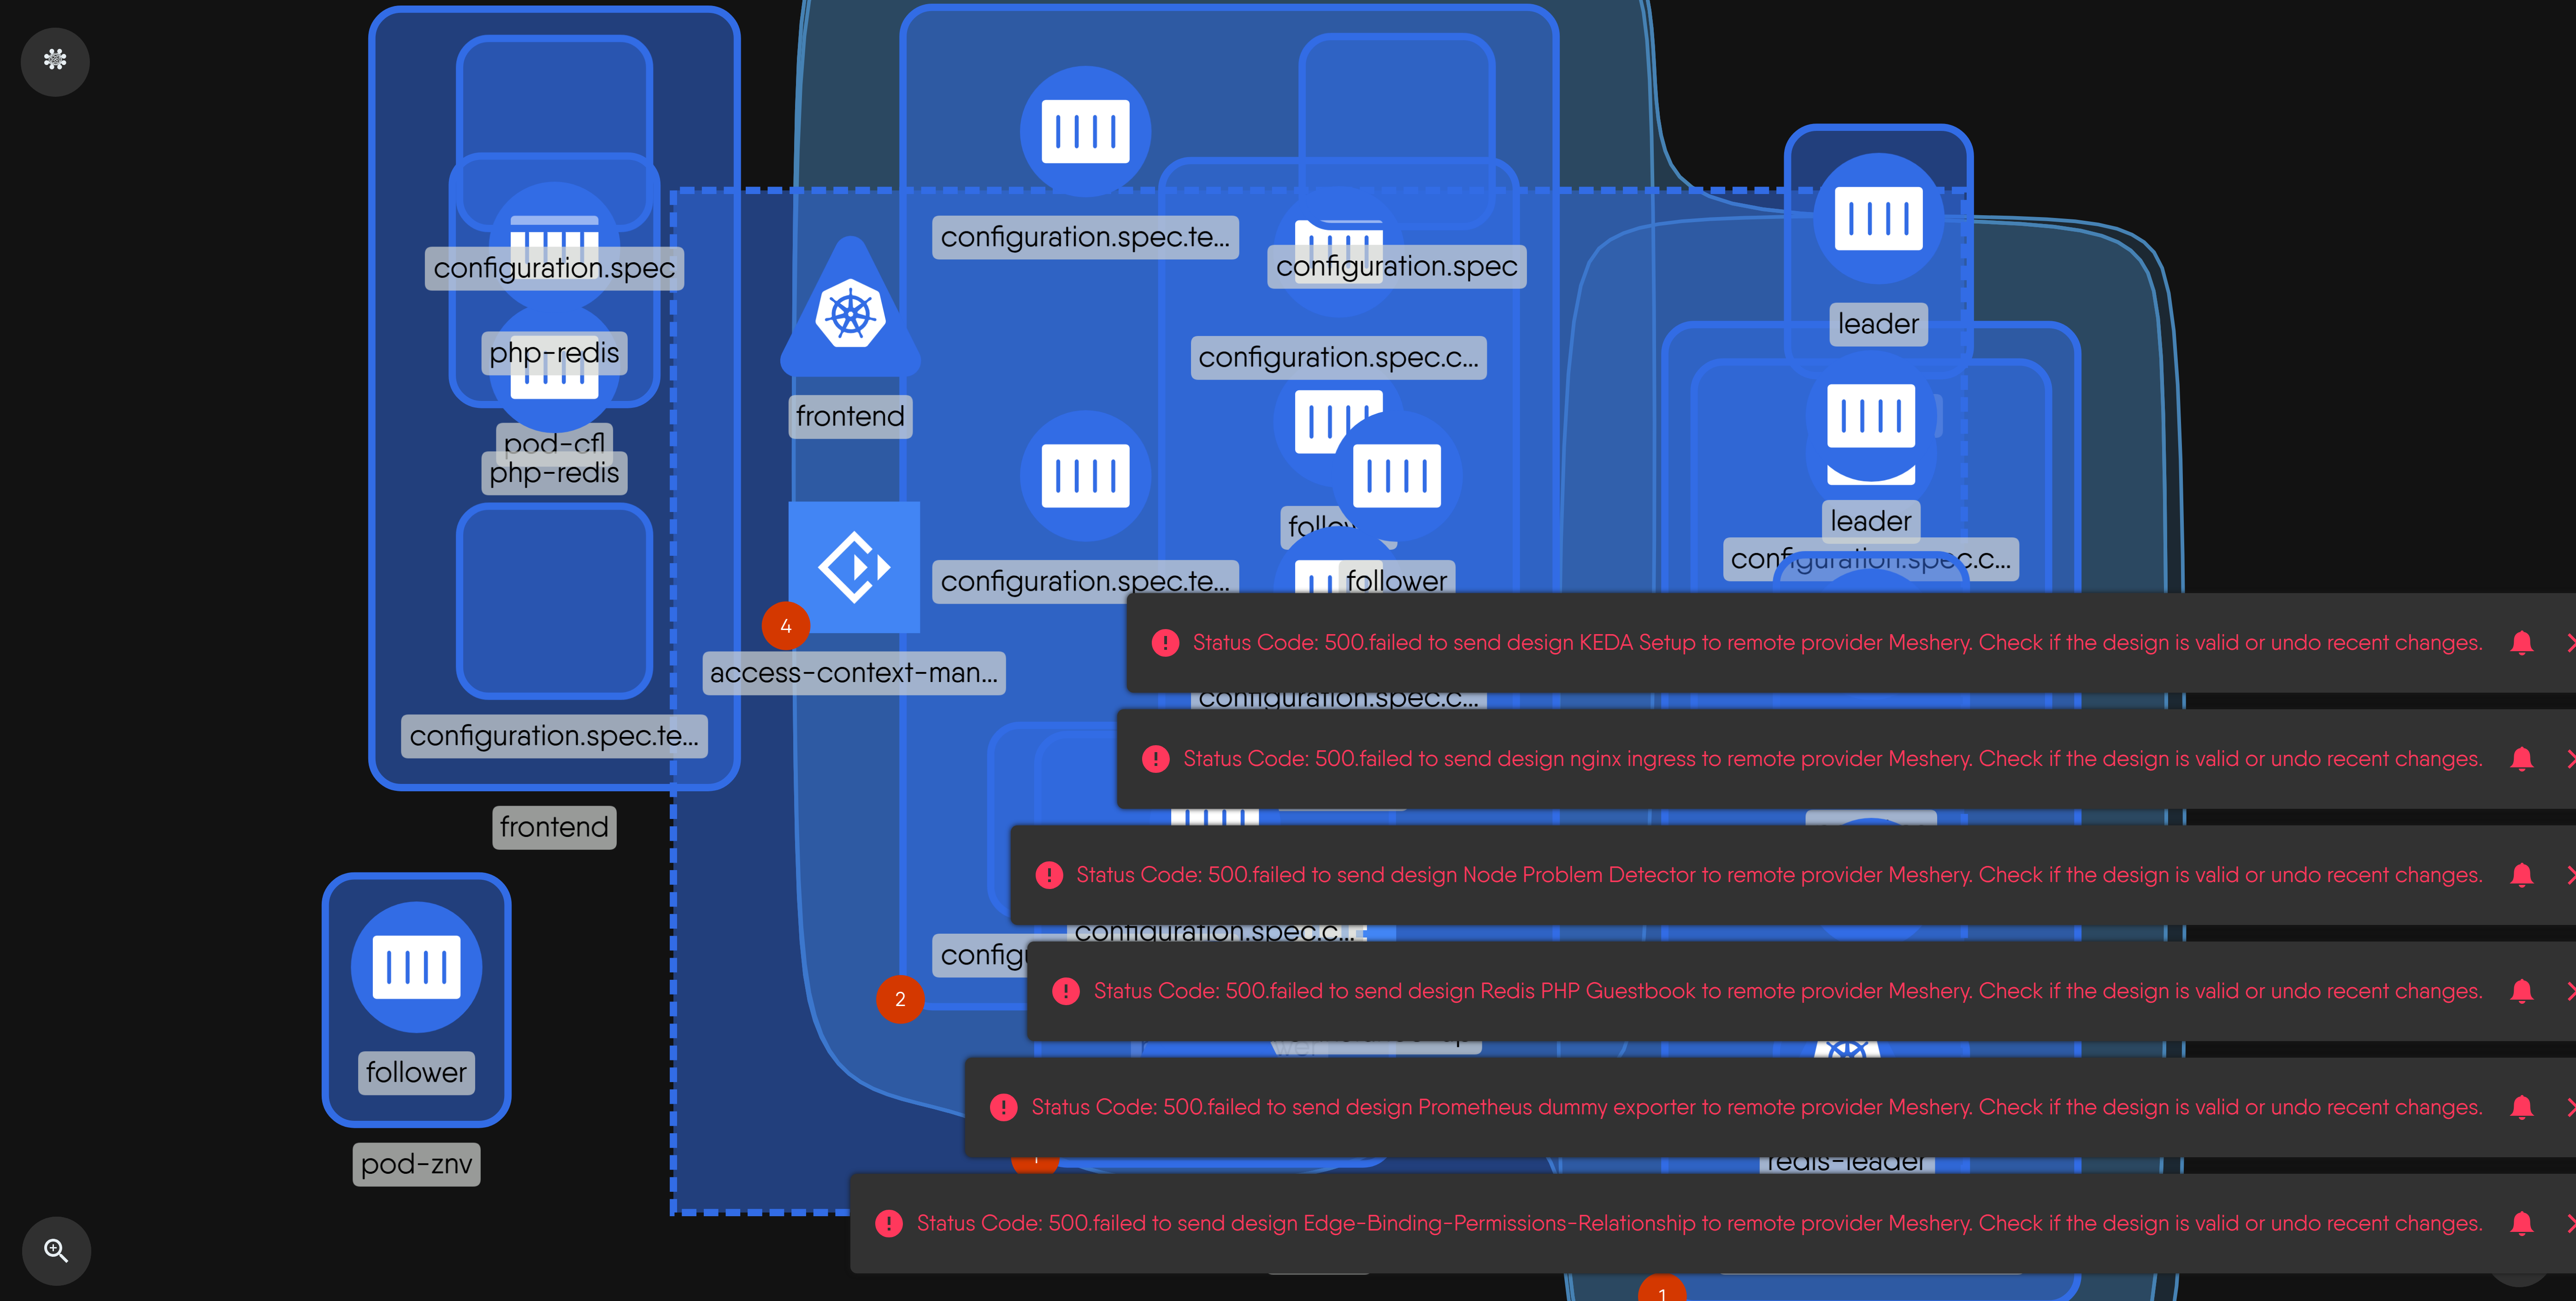 configuration.spec
php-redis
pod-cfl
php-redis
configuration.spec.te...
frontend
follower
pod-znv
frontend
4
access-context-man...
configuration.spec.te...
configuration.spec
configuration.spec.c...
configuration.spec.te...
follower
configuration.spec.c...
configuration.spec.c...
2
leader
leader
configuration.spec.c...
redis-leader
1
Status Code: 500.failed to send design KEDA Setup to remote provider Meshery. Check if the design is valid or undo recent changes.
Status Code: 500.failed to send design nginx ingress to remote provider Meshery. Check if the design is valid or undo recent changes.
Status Code: 500.failed to send design Node Problem Detector to remote provider Meshery. Check if the design is valid or undo recent changes.
Status Code: 500.failed to send design Redis PHP Guestbook to remote provider Meshery. Check if the design is valid or undo recent changes.
Status Code: 500.failed to send design Prometheus dummy exporter to remote provider Meshery. Check if the design is valid or undo recent changes.
Status Code: 500.failed to send design Edge-Binding-Permissions-Relationship to remote provider Meshery. Check if the design is valid or undo recent changes.